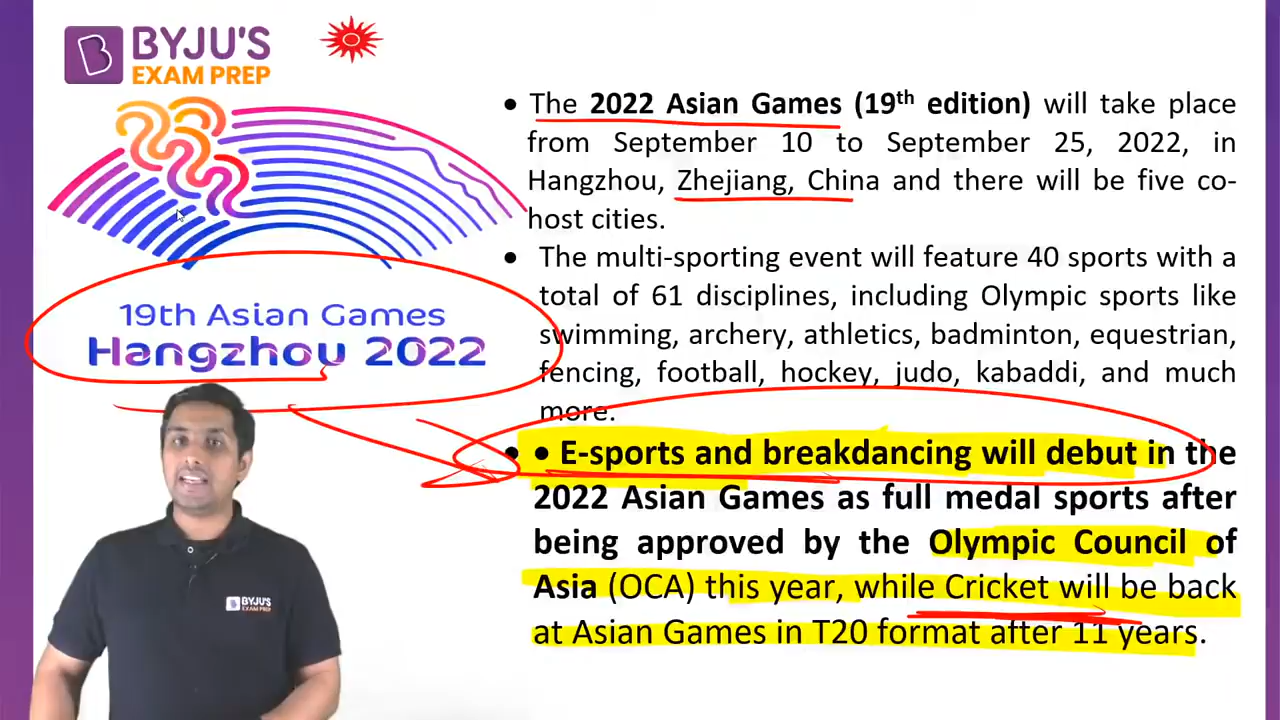 BYJU'S
EXAM PREP
19th Asian Games
Hangzhou 2022
• The 2022 Asian Games (19th edition) will take place
from September 10 to September 25, 2022, in
Hangzhou, Zhejiang, China and there will be five co-
host cities.
• The multi-sporting event will feature 40 sports with a
total of 61 disciplines, including Olympic sports like
swimming, archery, athletics, badminton, equestrian,
fencing, football, hockey, judo, kabaddi, and much
more.
• • E-sports and breakdancing will debut in the
2022 Asian Games as full medal sports after
being approved by the Olympic Council of
Asia (OCA) this year, while Cricket will be back
at Asian Games in T20 format after 11 years.
BYJU'S
EXAM PREP